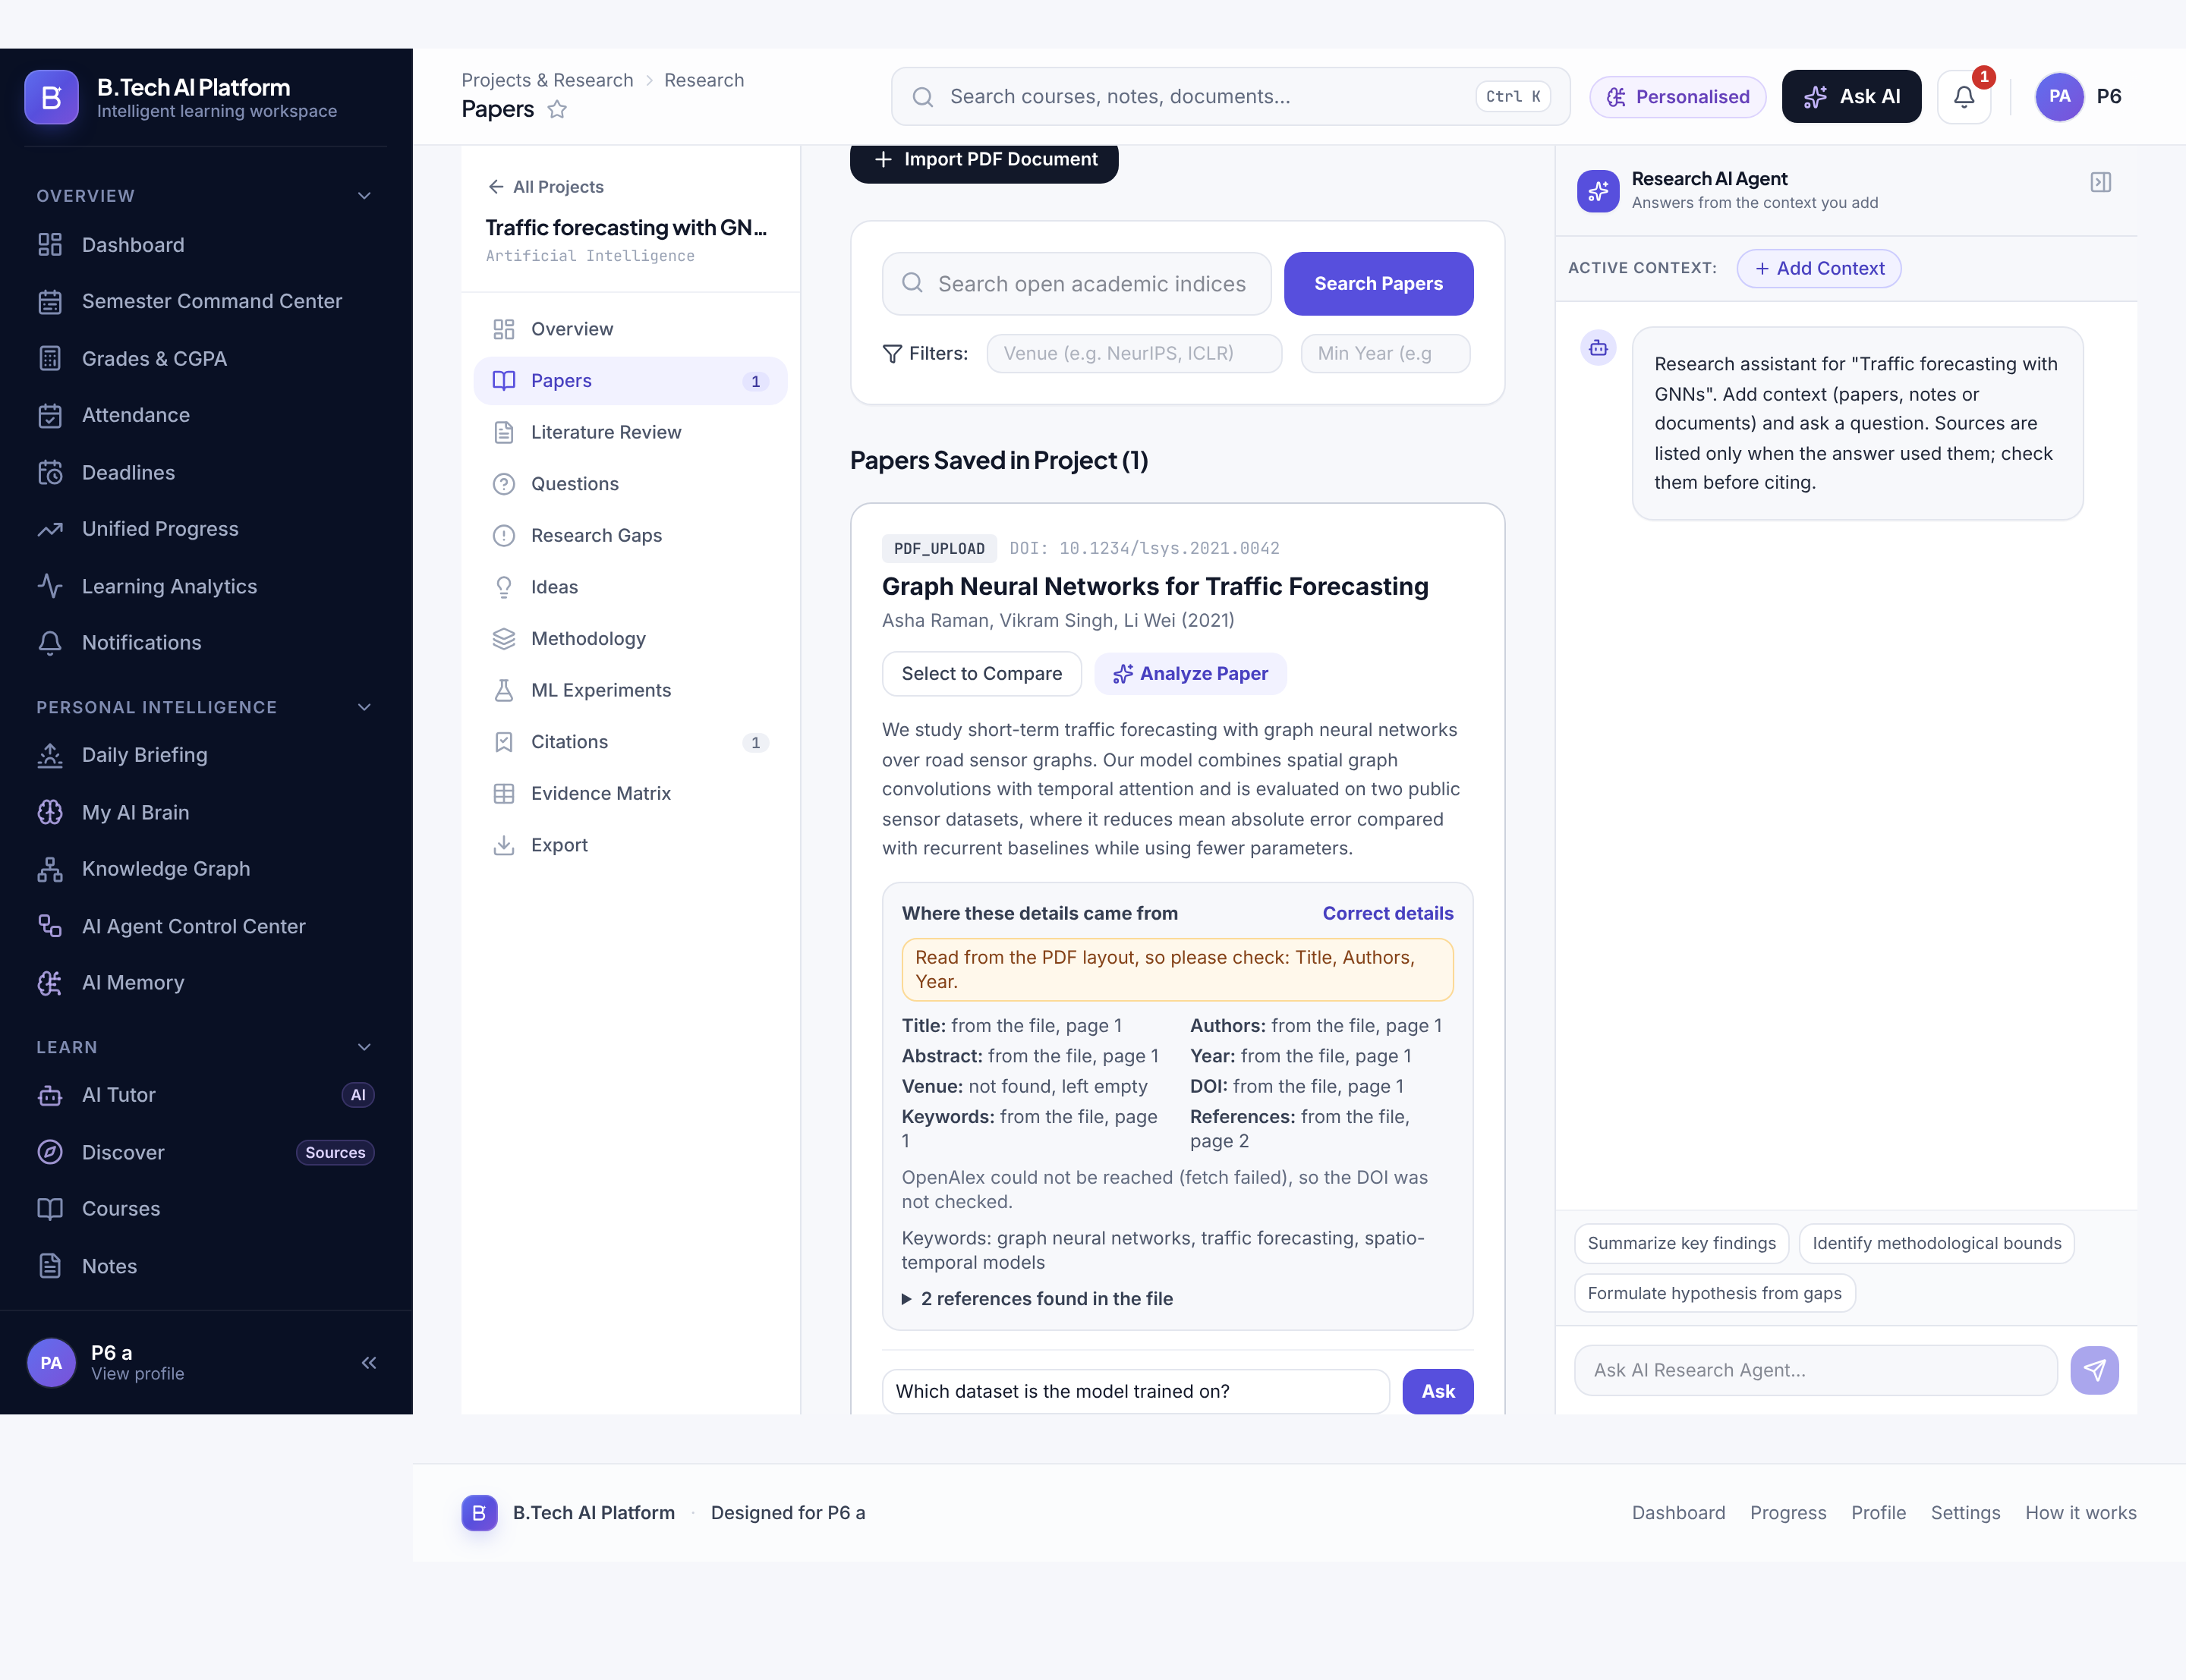 B.Tech AI Platform
Intelligent learning workspace
OVERVIEW
Dashboard
Semester Command Center
Grades & CGPA
Attendance
Deadlines
Unified Progress
Learning Analytics
Notifications
PERSONAL INTELLIGENCE
Daily Briefing
My AI Brain
Knowledge Graph
AI Agent Control Center
AI Memory
LEARN
AI Tutor AI
Discover Sources
Courses
Notes
PA P6 a
View profile
Projects & Research > Research
Papers
Search courses, notes, documents... Ctrl K
Personalised
Ask AI
1
PA P6
All Projects
Traffic forecasting with GN...
Artificial Intelligence
Overview
Papers 1
Literature Review
Questions
Research Gaps
Ideas
Methodology
ML Experiments
Citations 1
Evidence Matrix
Export
+ Import PDF Document
Search open academic indices
Search Papers
Filters: Venue (e.g. NeurIPS, ICLR) Min Year (e.g
Papers Saved in Project (1)
PDF_UPLOAD DOI: 10.1234/lsys.2021.0042
Graph Neural Networks for Traffic Forecasting
Asha Raman, Vikram Singh, Li Wei (2021)
Select to Compare Analyze Paper
We study short-term traffic forecasting with graph neural networks
over road sensor graphs. Our model combines spatial graph
convolutions with temporal attention and is evaluated on two public
sensor datasets, where it reduces mean absolute error compared
with recurrent baselines while using fewer parameters.
Where these details came from Correct details
Read from the PDF layout, so please check: Title, Authors,
Year.
Title: from the file, page 1 Authors: from the file, page 1
Abstract: from the file, page 1 Year: from the file, page 1
Venue: not found, left empty DOI: from the file, page 1
Keywords: from the file, page
1
References: from the file,
page 2
OpenAlex could not be reached (fetch failed), so the DOI was
not checked.
Keywords: graph neural networks, traffic forecasting, spatio-
temporal models
2 references found in the file
Which dataset is the model trained on? Ask
Research AI Agent
Answers from the context you add
ACTIVE CONTEXT: + Add Context
Research assistant for "Traffic forecasting with
GNNs". Add context (papers, notes or
documents) and ask a question. Sources are
listed only when the answer used them; check
them before citing.
Summarize key findings Identify methodological bounds
Formulate hypothesis from gaps
Ask AI Research Agent...
B.Tech AI Platform · Designed for P6 a
Dashboard Progress Profile Settings How it works